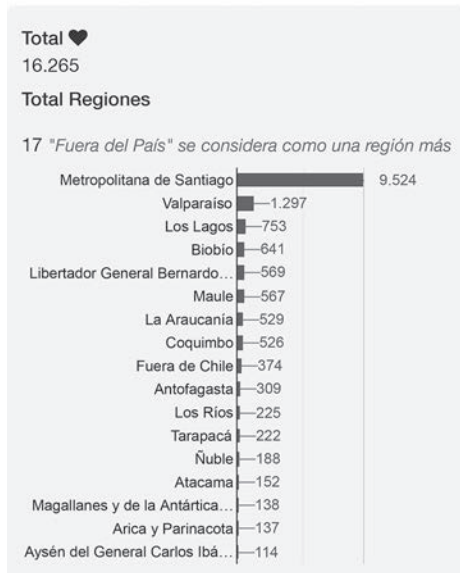 Total ♥
16.265
Total Regiones
17 "Fuera del País" se considera como una región más
Metropolitana de Santiago 9.524
Valparaíso 1.297
Los Lagos 753
Biobío 641
Libertador General Bernardo... 569
Maule 567
La Araucanía 529
Coquimbo 526
Fuera de Chile 374
Antofagasta 309
Los Ríos 225
Tarapacá 222
Ñuble 188
Atacama 152
Magallanes y de la Antártica... 138
Arica y Parinacota 137
Aysén del General Carlos Ibá... 114